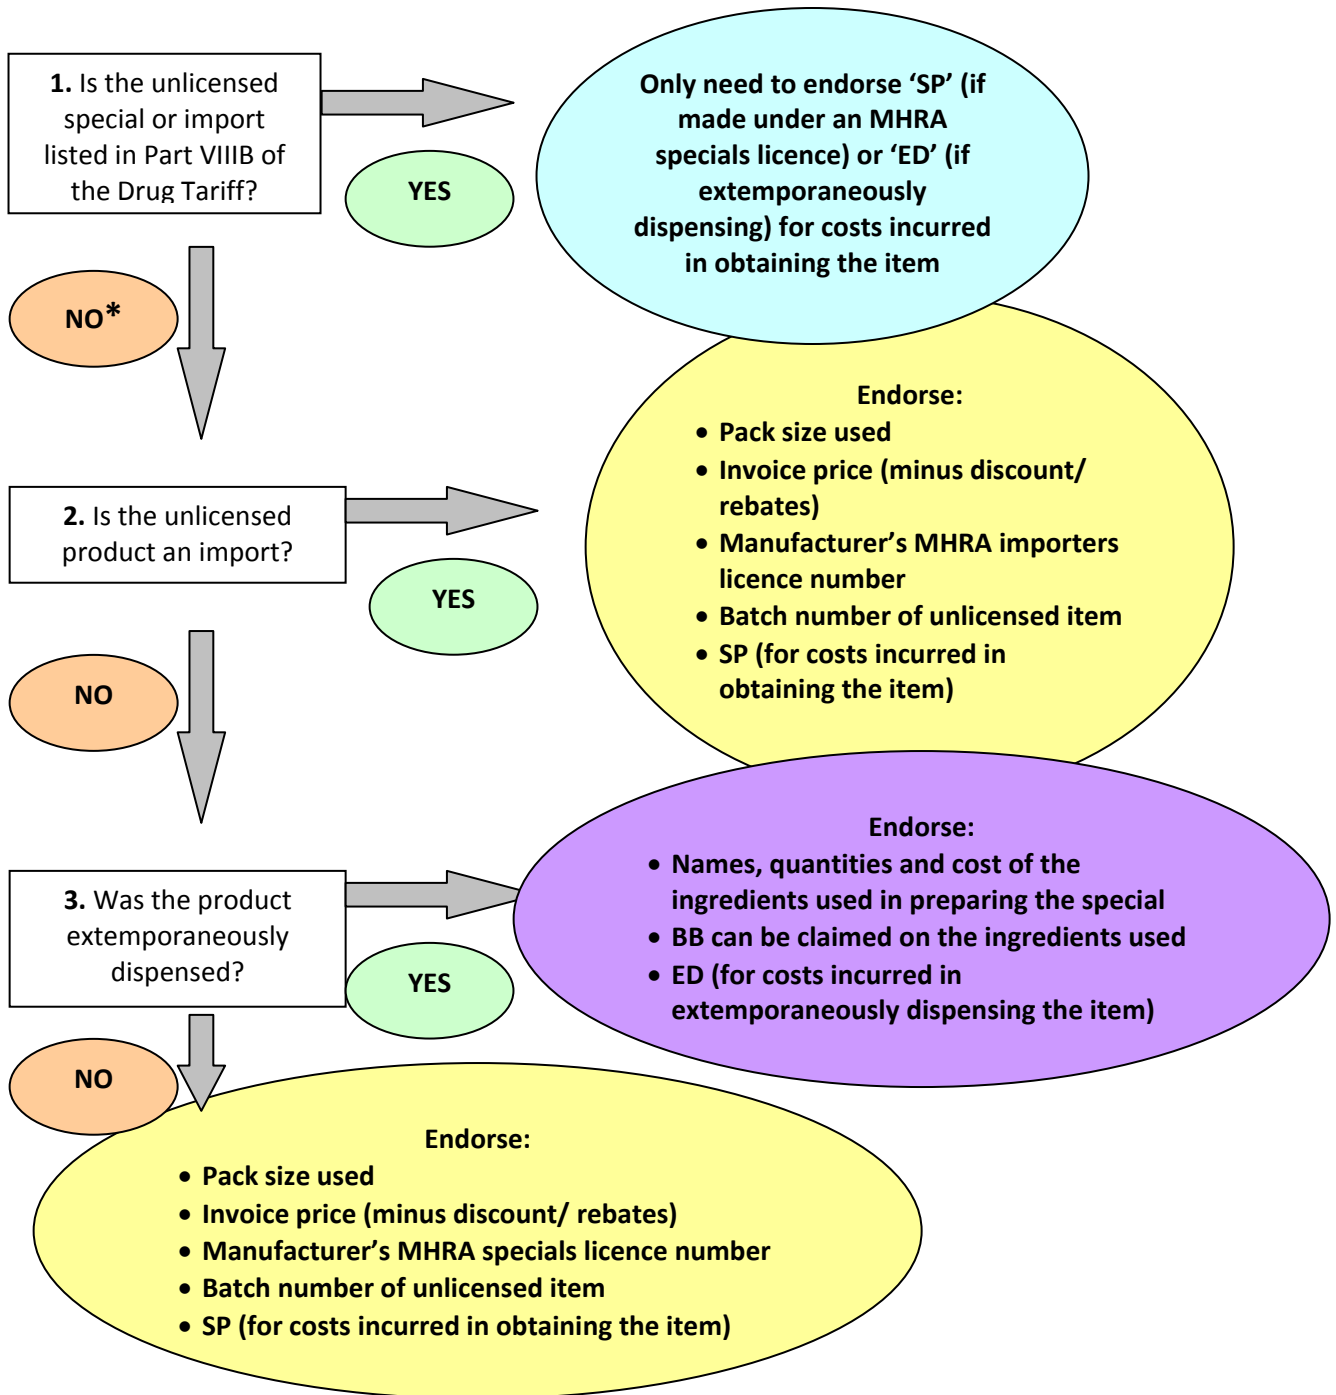 1. Is the unlicensed
special or import
listed in Part VIIIB of
the Drug Tariff?
YES
Only need to endorse ‘SP’ (if
made under an MHRA
specials licence) or ‘ED’ (if
extemporaneously
dispensing) for costs incurred
in obtaining the item
NO*
2. Is the unlicensed
product an import?
YES
Endorse:
• Pack size used
• Invoice price (minus discount/
rebates)
• Manufacturer’s MHRA importers
licence number
• Batch number of unlicensed item
• SP (for costs incurred in
obtaining the item)
NO
3. Was the product
extemporaneously
dispensed?
YES
Endorse:
• Names, quantities and cost of the
ingredients used in preparing the special
• BB can be claimed on the ingredients used
• ED (for costs incurred in
extemporaneously dispensing the item)
NO
Endorse:
• Pack size used
• Invoice price (minus discount/ rebates)
• Manufacturer’s MHRA specials licence number
• Batch number of unlicensed item
• SP (for costs incurred in obtaining the item)